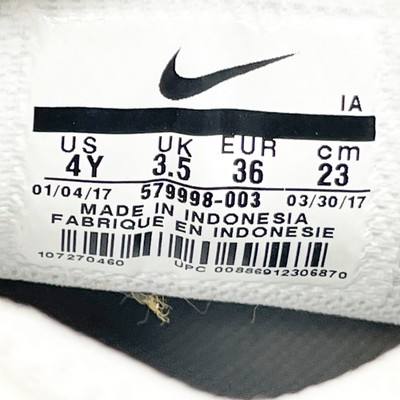 IA
US UK EUR cm
4Y 3.5 36 23
01/04/17 579998-003 03/30/17
MADE IN INDONESIA
FABRIQUE EN INDONESIE
107270460 UPC 00886912306870